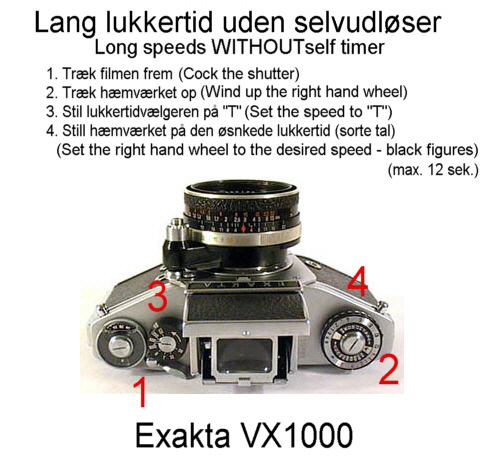 Lang lukkertid uden selvudløser
Long speeds WITHOUTself timer
1. Træk filmen frem (Cock the shutter)
2. Træk hæmværket op (Wind up the right hand wheel)
3. Stil lukkertidvælgeren på "T" (Set the speed to "T")
4. Still hæmværket på den øsnkede lukkertid (sorte tal)
(Set the right hand wheel to the desired speed - black figures)
(max. 12 sek.)
EXAKTA
3
4
1
2
Exakta VX1000